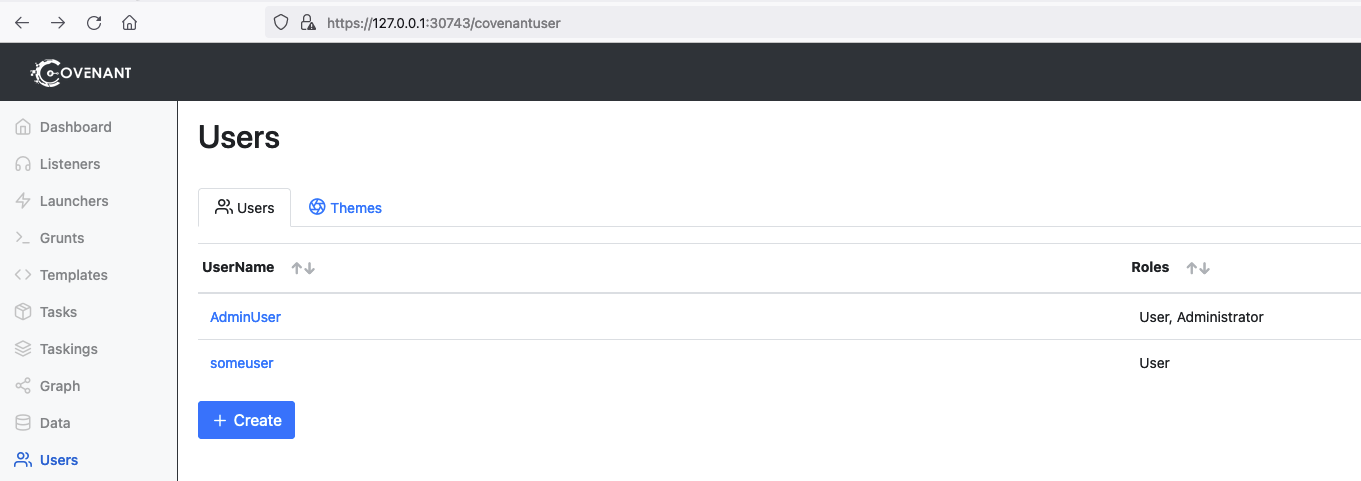 https://127.0.0.1:30743/covenantuser
COVENANT
Dashboard
Listeners
Launchers
Grunts
Templates
Tasks
Taskings
Graph
Data
Users
Users
Users Themes
UserName Roles
AdminUser User, Administrator
someuser User
+ Create